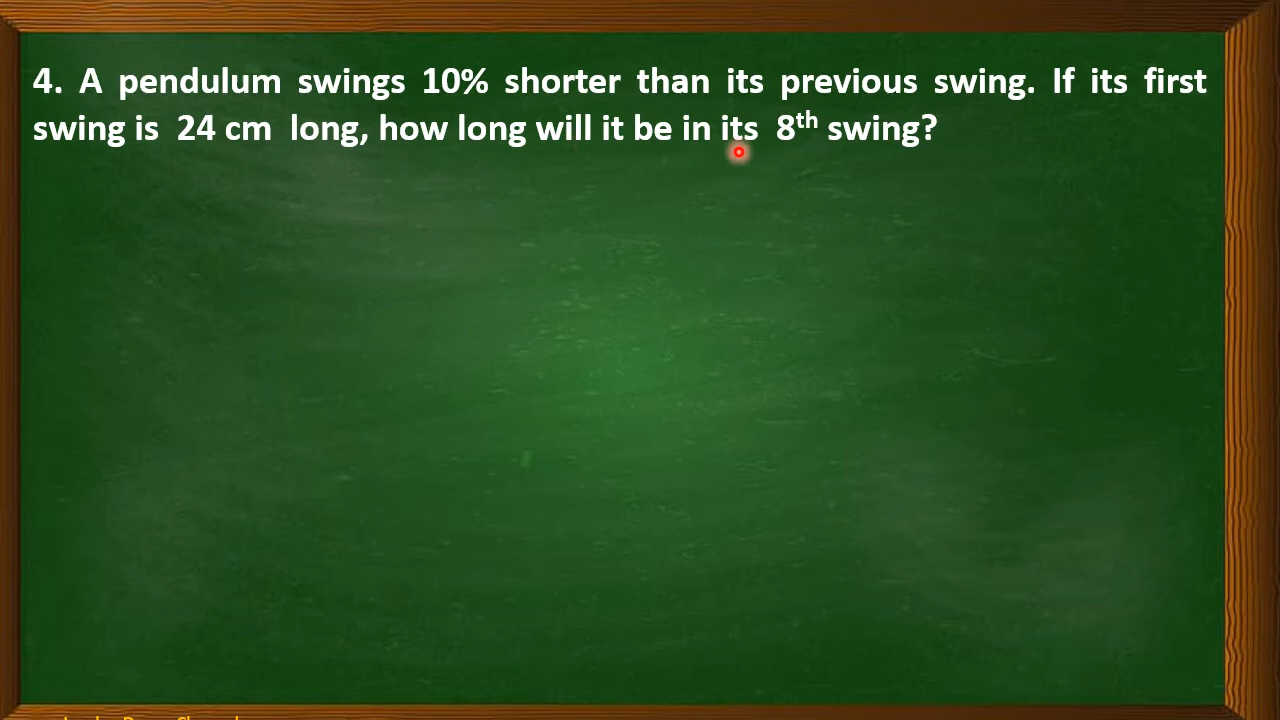 4. A pendulum swings 10% shorter than its previous swing. If its first
swing is 24 cm long, how long will it be in its 8th swing?